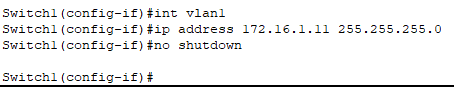 Switch1(config-if)#int vlan1
Switch1(config-if)#ip address 172.16.1.11 255.255.255.0
Switch1(config-if)#no shutdown
Switch1(config-if)#